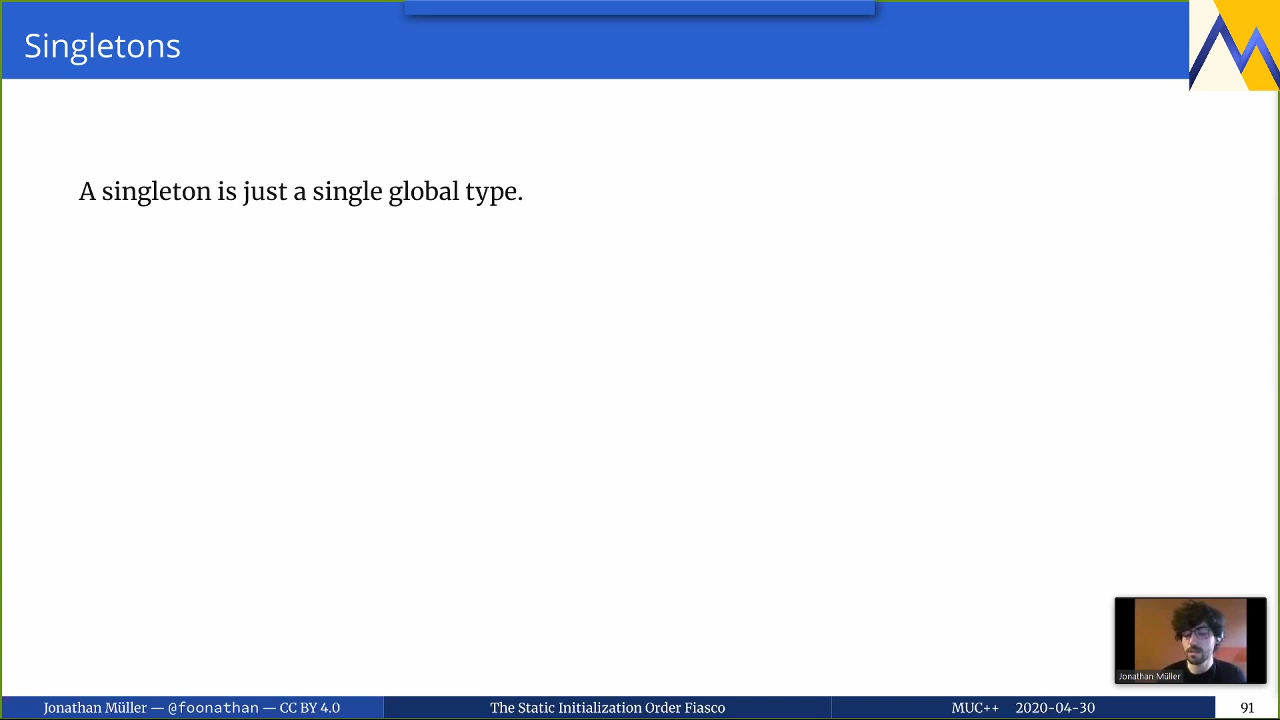 Singletons
A singleton is just a single global type.
Jonathan Müller
Jonathan Müller — @foonathan — CC BY 4.0
The Static Initialization Order Fiasco
MUC++ 2020-04-30
91